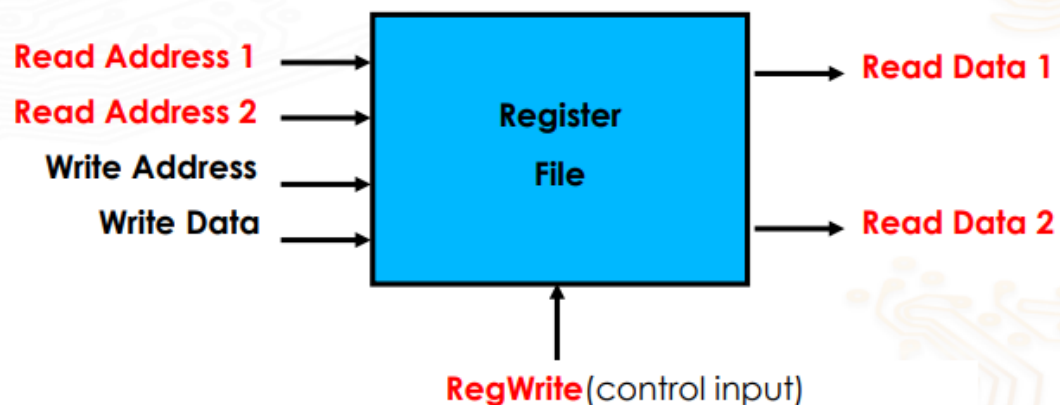 Read Address 1
Read Address 2
Write Address
Write Data
Register
File
Read Data 1
Read Data 2
RegWrite(control input)